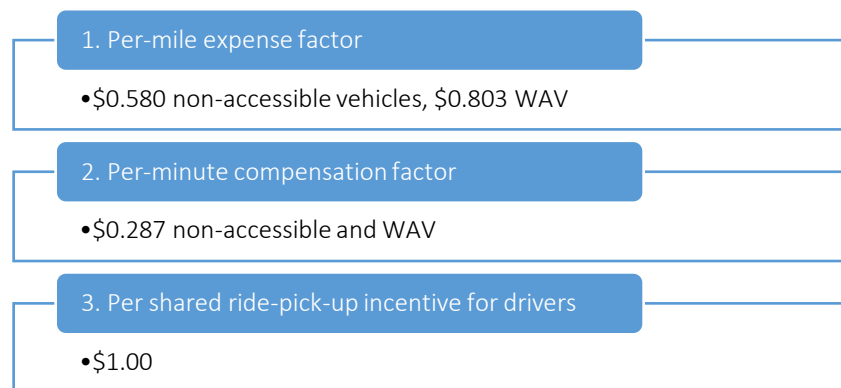 1. Per-mile expense factor
•$0.580 non-accessible vehicles, $0.803 WAV
2. Per-minute compensation factor
•$0.287 non-accessible and WAV
3. Per shared ride-pick-up incentive for drivers
•$1.00